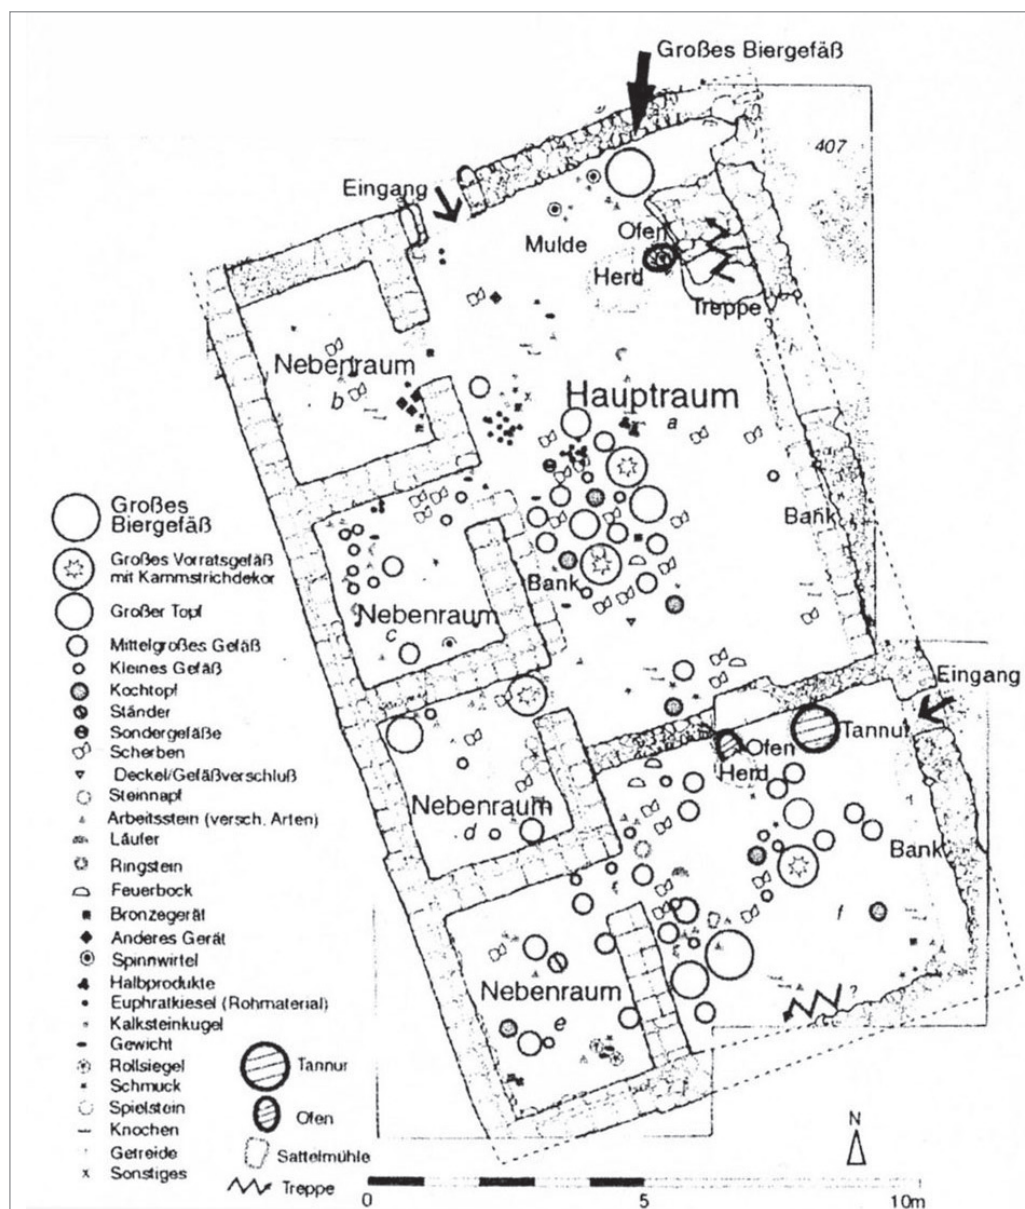 Großes Biergefäß
407
Eingang
Ofen
Mulde
Herd
Treppe
Nebenraum
b
Hauptraum
a
Bank
Bank
Nebenraum
c
Eingang
Tannur
Ofen
Herd
Nebenraum
d
Bank
f
Nebenraum
e
?
Großes
Biergefäß
Großes Vorratsgefäß
mit Kammstrichdekor
Großer Topf
Mittelgroßes Gefäß
Kleines Gefäß
Kochtopf
Ständer
Sondergefäße
Scherben
Deckel/Gefäßverschluß
Steinnapf
Arbeitsstein (versch. Arten)
Läufer
Ringstein
Feuerbock
Bronzegerät
Anderes Gerät
Spinnwirtel
Halbprodukte
Euphratkiesel (Rohmaterial)
Kalksteinkugel
Gewicht
Rollsiegel
Schmuck
Spielstein
Knochen
Getreide
Sonstiges
Tannur
Ofen
Sattelmühle
Treppe
N
0 5 10m